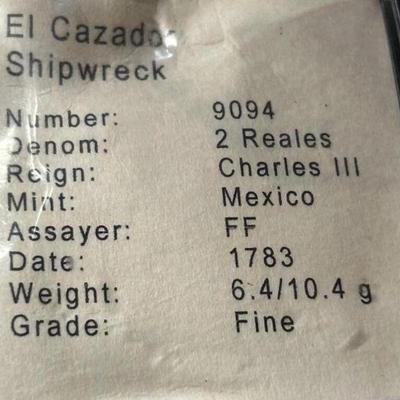 El Cazador
Shipwreck
Number: 9094
Denom: 2 Reales
Reign: Charles III
Mint: Mexico
Assayer: FF
Date: 1783
Weight: 6.4/10.4 g
Grade: Fine